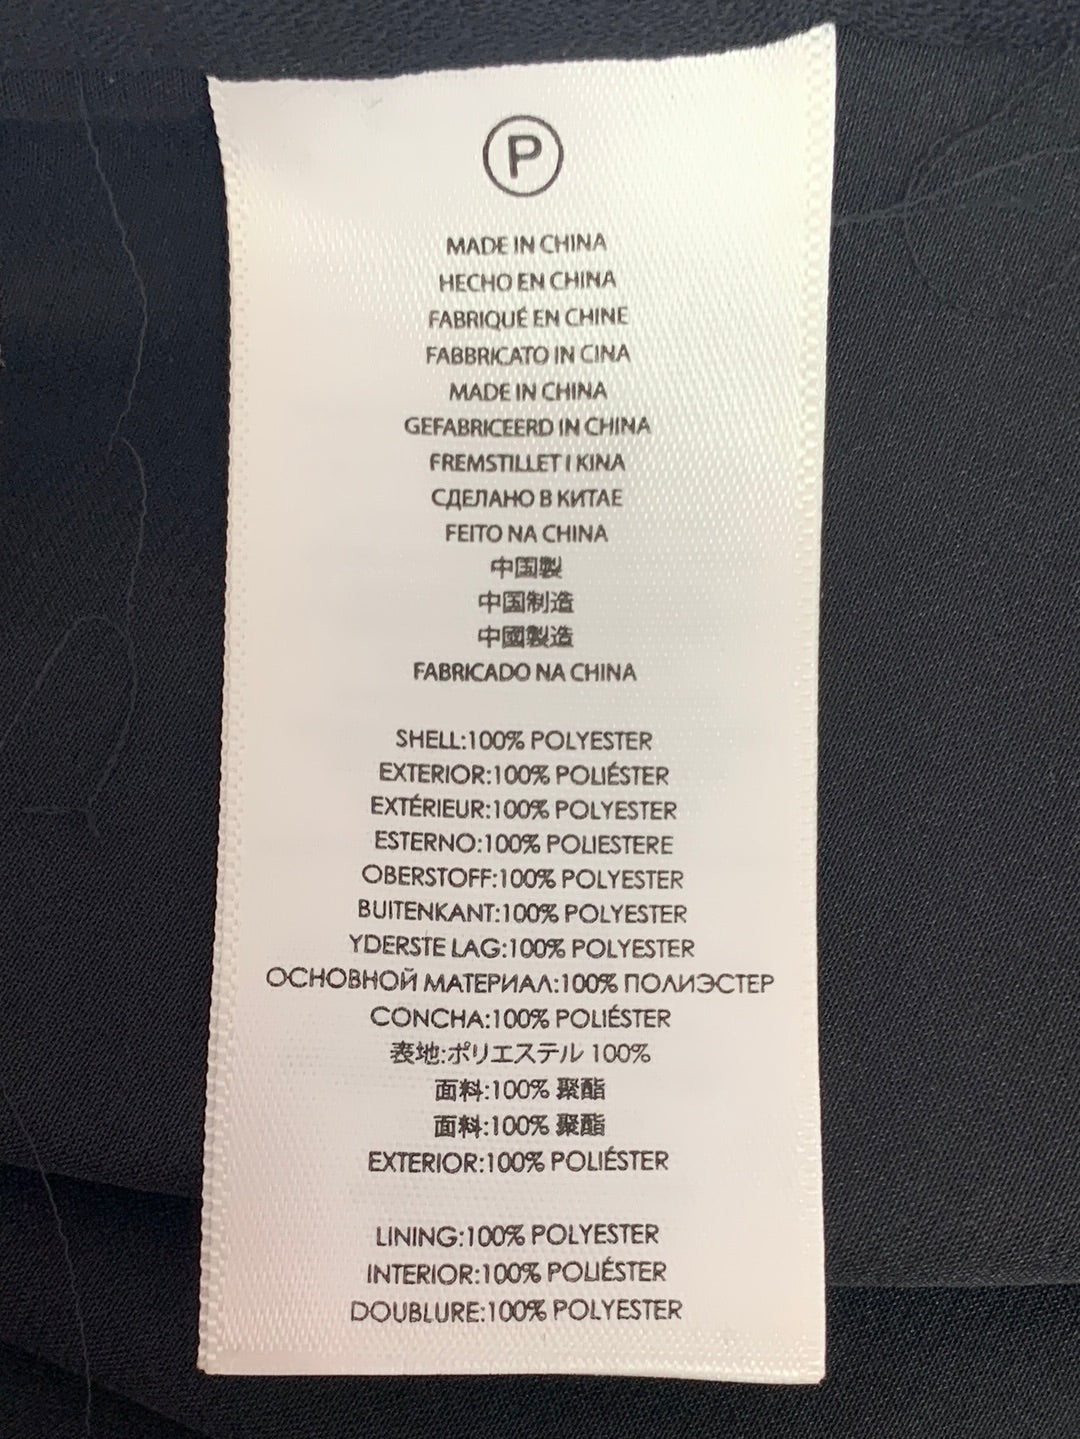 P
MADE IN CHINA
HECHO EN CHINA
FABRIQUÉ EN CHINE
FABBRICATO IN CINA
MADE IN CHINA
GEFABRICEERD IN CHINA
FREMSTILLET I KINA
СДЕЛАНО В КИТАЕ
FEITO NA CHINA
中国製
中国制造
中國製造
FABRICADO NA CHINA
SHELL:100% POLYESTER
EXTERIOR:100% POLIÉSTER
EXTÉRIEUR:100% POLYESTER
ESTERNO:100% POLIESTERE
OBERSTOFF:100% POLYESTER
BUITENKANT:100% POLYESTER
YDERSTE LAG:100% POLYESTER
ОСНОВНОЙ МАТЕРИАЛ:100% ПОЛИЭСТЕР
CONCHA:100% POLIÉSTER
表地:ポリエステル 100%
面料:100% 聚酯
面料:100% 聚酯
EXTERIOR:100% POLIÉSTER
LINING:100% POLYESTER
INTERIOR:100% POLIÉSTER
DOUBLURE:100% POLYESTER